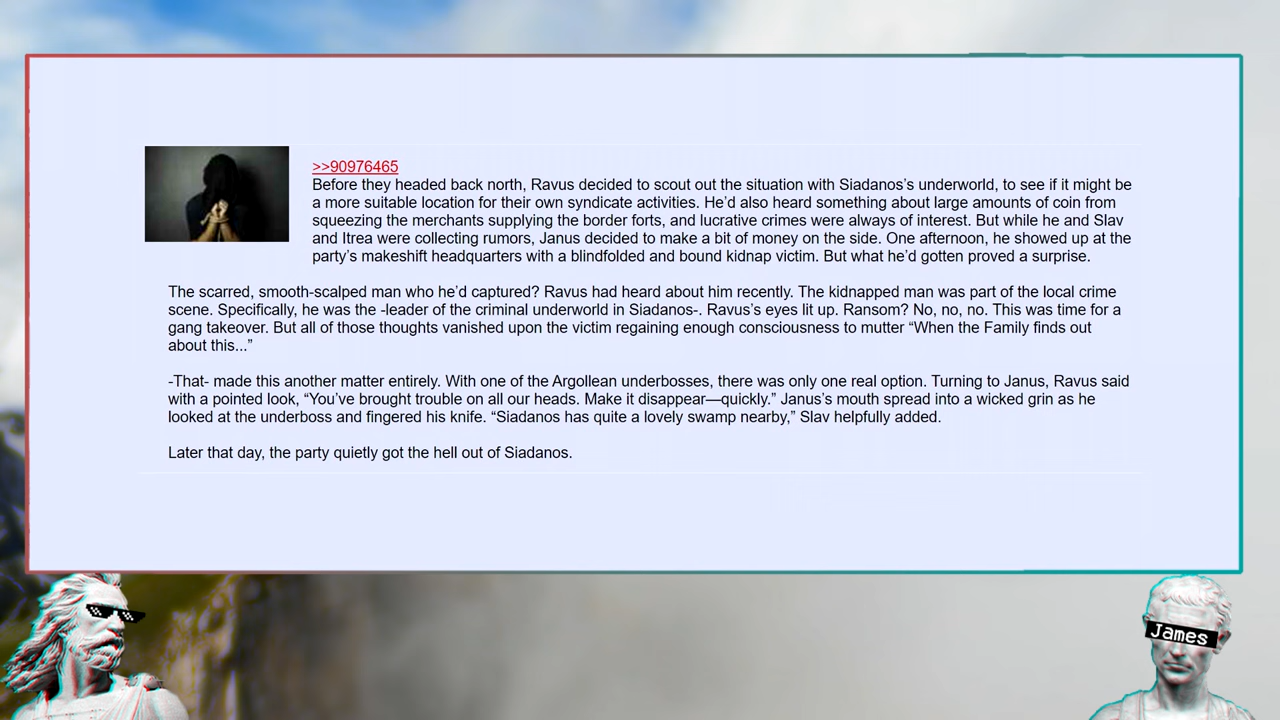 >>90976465
Before they headed back north, Ravus decided to scout out the situation with Siadanos’s underworld, to see if it might be
a more suitable location for their own syndicate activities. He’d also heard something about large amounts of coin from
squeezing the merchants supplying the border forts, and lucrative crimes were always of interest. But while he and Slav
and Itrea were collecting rumors, Janus decided to make a bit of money on the side. One afternoon, he showed up at the
party’s makeshift headquarters with a blindfolded and bound kidnap victim. But what he’d gotten proved a surprise.
The scarred, smooth-scalped man who he’d captured? Ravus had heard about him recently. The kidnapped man was part of the local crime
scene. Specifically, he was the -leader of the criminal underworld in Siadanos-. Ravus’s eyes lit up. Ransom? No, no, no. This was time for a
gang takeover. But all of those thoughts vanished upon the victim regaining enough consciousness to mutter “When the Family finds out
about this...”
-That- made this another matter entirely. With one of the Argollean underbosses, there was only one real option. Turning to Janus, Ravus said
with a pointed look, “You’ve brought trouble on all our heads. Make it disappear—quickly.” Janus’s mouth spread into a wicked grin as he
looked at the underboss and fingered his knife. “Siadanos has quite a lovely swamp nearby,” Slav helpfully added.
Later that day, the party quietly got the hell out of Siadanos.
James